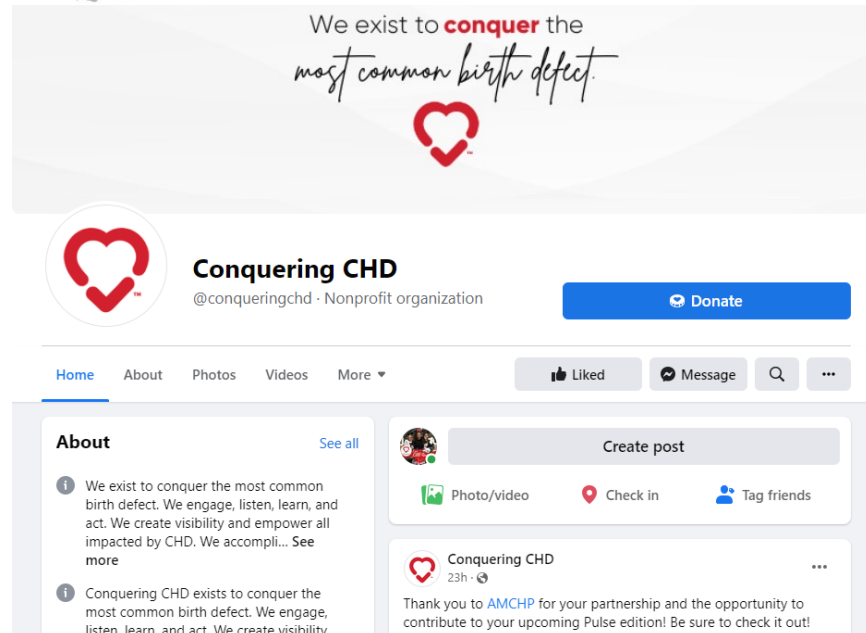 We exist to conquer the
most common birth defect.
TM
Conquering CHD
@conqueringchd · Nonprofit organization
Donate
Home About Photos Videos More
Liked Message
About
See all
We exist to conquer the most common
birth defect. We engage, listen, learn, and
act. We create visibility and empower all
impacted by CHD. We accompli... See
more
Conquering CHD exists to conquer the
most common birth defect. We engage,
listen, learn, and act. We create visibility
Create post
Photo/video Check in Tag friends
Conquering CHD
23h ·
Thank you to AMCHP for your partnership and the opportunity to
contribute to your upcoming Pulse edition! Be sure to check it out!